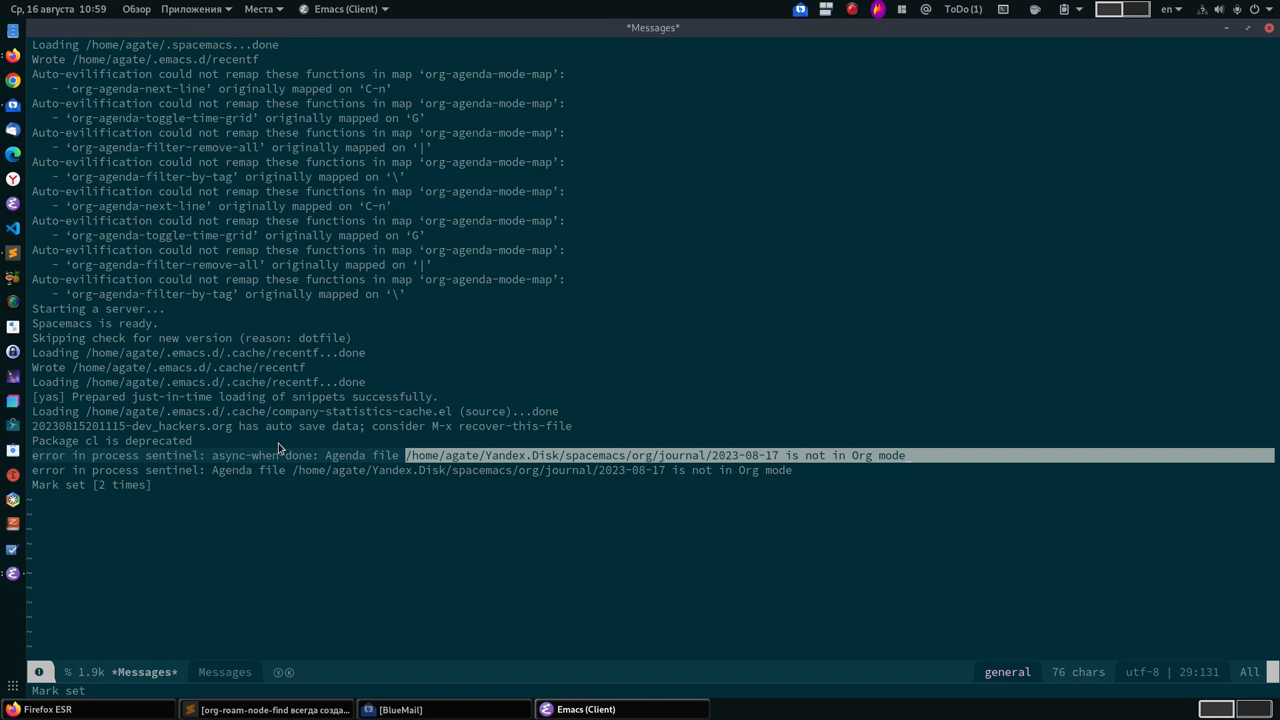 Ср, 16 августа 10:59 Обзор Приложения Места Emacs (Client) @ ToDo(1) en
*Messages*
Loading /home/agate/.spacemacs...done
Wrote /home/agate/.emacs.d/recentf
Auto-evilification could not remap these functions in map ‘org-agenda-mode-map’:
- ‘org-agenda-next-line’ originally mapped on ‘C-n’
Auto-evilification could not remap these functions in map ‘org-agenda-mode-map’:
- ‘org-agenda-toggle-time-grid’ originally mapped on ‘G’
Auto-evilification could not remap these functions in map ‘org-agenda-mode-map’:
- ‘org-agenda-filter-remove-all’ originally mapped on ‘|’
Auto-evilification could not remap these functions in map ‘org-agenda-mode-map’:
- ‘org-agenda-filter-by-tag’ originally mapped on ‘\’
Auto-evilification could not remap these functions in map ‘org-agenda-mode-map’:
- ‘org-agenda-next-line’ originally mapped on ‘C-n’
Auto-evilification could not remap these functions in map ‘org-agenda-mode-map’:
- ‘org-agenda-toggle-time-grid’ originally mapped on ‘G’
Auto-evilification could not remap these functions in map ‘org-agenda-mode-map’:
- ‘org-agenda-filter-remove-all’ originally mapped on ‘|’
Auto-evilification could not remap these functions in map ‘org-agenda-mode-map’:
- ‘org-agenda-filter-by-tag’ originally mapped on ‘\’
Starting a server...
Spacemacs is ready.
Skipping check for new version (reason: dotfile)
Loading /home/agate/.emacs.d/.cache/recentf...done
Wrote /home/agate/.emacs.d/.cache/recentf
Loading /home/agate/.emacs.d/.cache/recentf...done
[yas] Prepared just-in-time loading of snippets successfully.
Loading /home/agate/.emacs.d/.cache/company-statistics-cache.el (source)...done
20230815201115-dev_hackers.org has auto save data; consider M-x recover-this-file
Package cl is deprecated
error in process sentinel: async-when-done: Agenda file /home/agate/Yandex.Disk/spacemacs/org/journal/2023-08-17 is not in Org mode
error in process sentinel: Agenda file /home/agate/Yandex.Disk/spacemacs/org/journal/2023-08-17 is not in Org mode
Mark set [2 times]
~
~
~
~
~
~
~
~
~
~
~
% 1.9k *Messages* Messages ⓎⓀ general 76 chars utf-8 | 29:131 All
Mark set
Firefox ESR [org-roam-node-find всегда созда... [BlueMail] Emacs (Client)